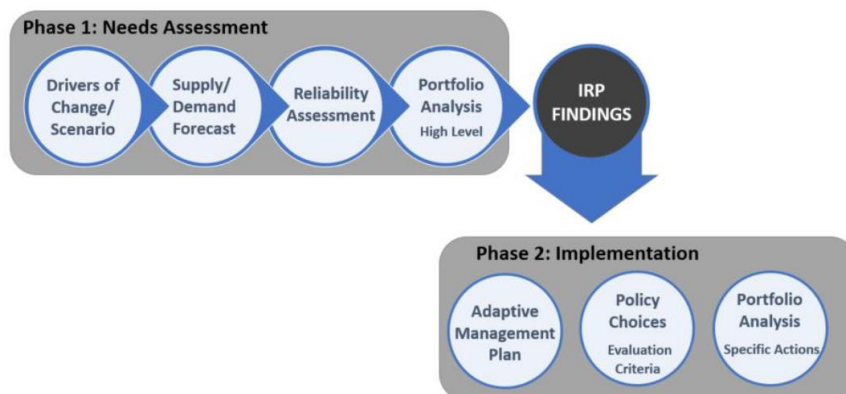 Phase 1: Needs Assessment
Drivers of
Change/
Scenario
Supply/
Demand
Forecast
Reliability
Assessment
Portfolio
Analysis
High Level
IRP
FINDINGS
Phase 2: Implementation
Adaptive
Management
Plan
Policy
Choices
Evaluation
Criteria
Portfolio
Analysis
Specific Actions